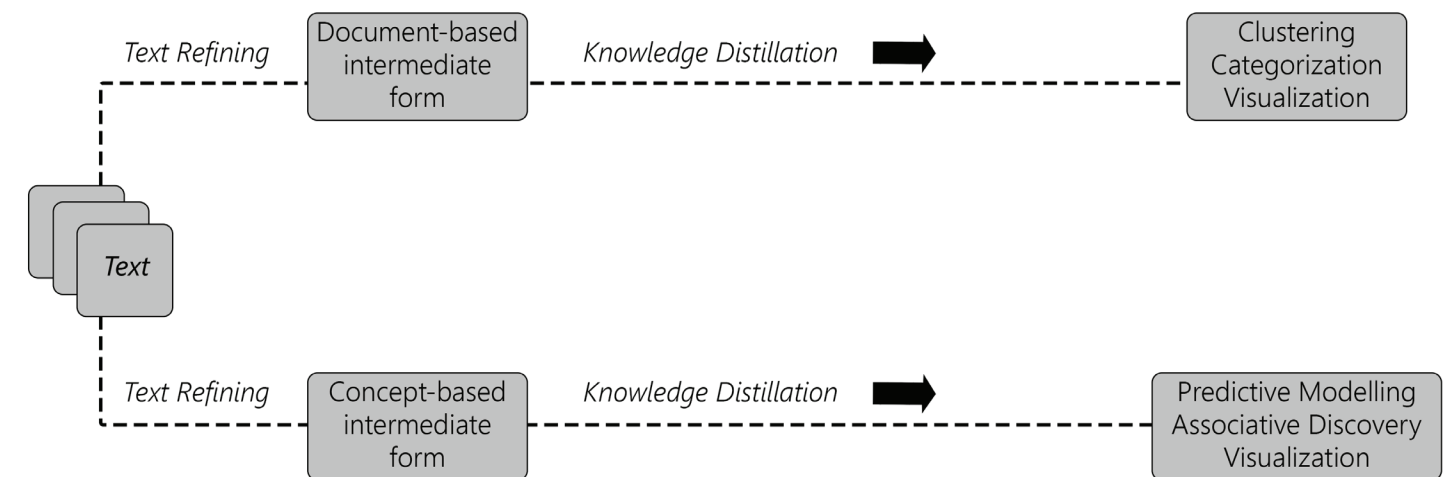 Text Refining
Document-based
intermediate
form
Knowledge Distillation
Clustering
Categorization
Visualization
Text
Text Refining
Concept-based
intermediate
form
Knowledge Distillation
Predictive Modelling
Associative Discovery
Visualization